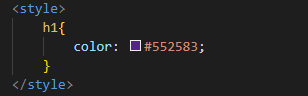 <style>
h1{
color: #552583;
}
</style>